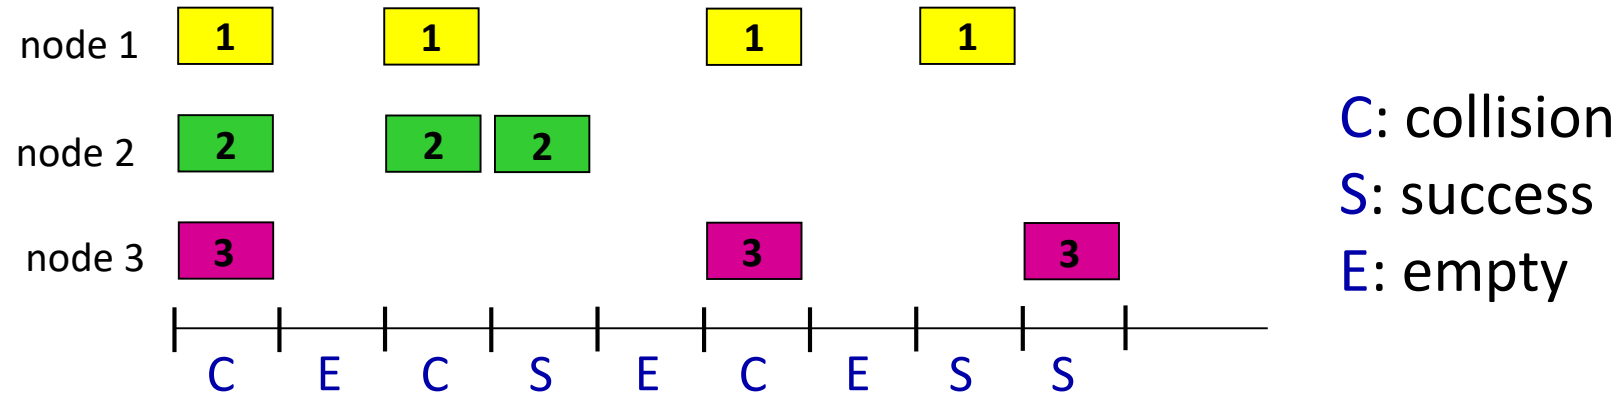 node 1 1 1 1 1
node 2 2 2 2
node 3 3 3 3
C E C S E C E S S
C: collision
S: success
E: empty